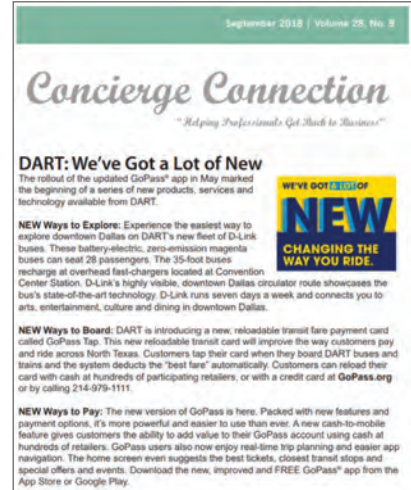 September 2018 | Volume 28, No. 9
Concierge Connection
"Helping Professionals Get Back to Business"
DART: We've Got a Lot of New
The rollout of the updated GoPass® app in May marked
the beginning of a series of new products, services and
technology available from DART.
WE'VE GOT A LOT OF
NEW
CHANGING THE
WAY YOU RIDE.
NEW Ways to Explore: Experience the easiest way to
explore downtown Dallas on DART's new fleet of D-Link
buses. These battery-electric, zero-emission magenta
buses can seat 28 passengers. The 35-foot buses
recharge at overhead fast-chargers located at Convention
Center Station. D-Link's highly visible, downtown Dallas circulator route showcases the
bus's state-of-the-art technology. D-Link runs seven days a week and connects you to
arts, entertainment, culture and dining in downtown Dallas.
NEW Ways to Board: DART is introducing a new, reloadable transit fare payment card
called GoPass Tap. This new reloadable transit card will improve the way customers pay
and ride across North Texas. Customers tap their card when they board DART buses and
trains and the system deducts the "best fare" automatically. Customers can reload their
card with cash at hundreds of participating retailers, or with a credit card at GoPass.org
or by calling 214-979-1111.
NEW Ways to Pay: The new version of GoPass is here. Packed with new features and
payment options, it's more powerful and easier to use than ever. A new cash-to-mobile
feature gives customers the ability to add value to their GoPass account using cash at
hundreds of retailers. GoPass users also now enjoy real-time trip planning and easier app
navigation. The home screen even suggests the best tickets, closest transit stops and
special offers and events. Download the new, improved and FREE GoPass® app from the
App Store or Google Play.